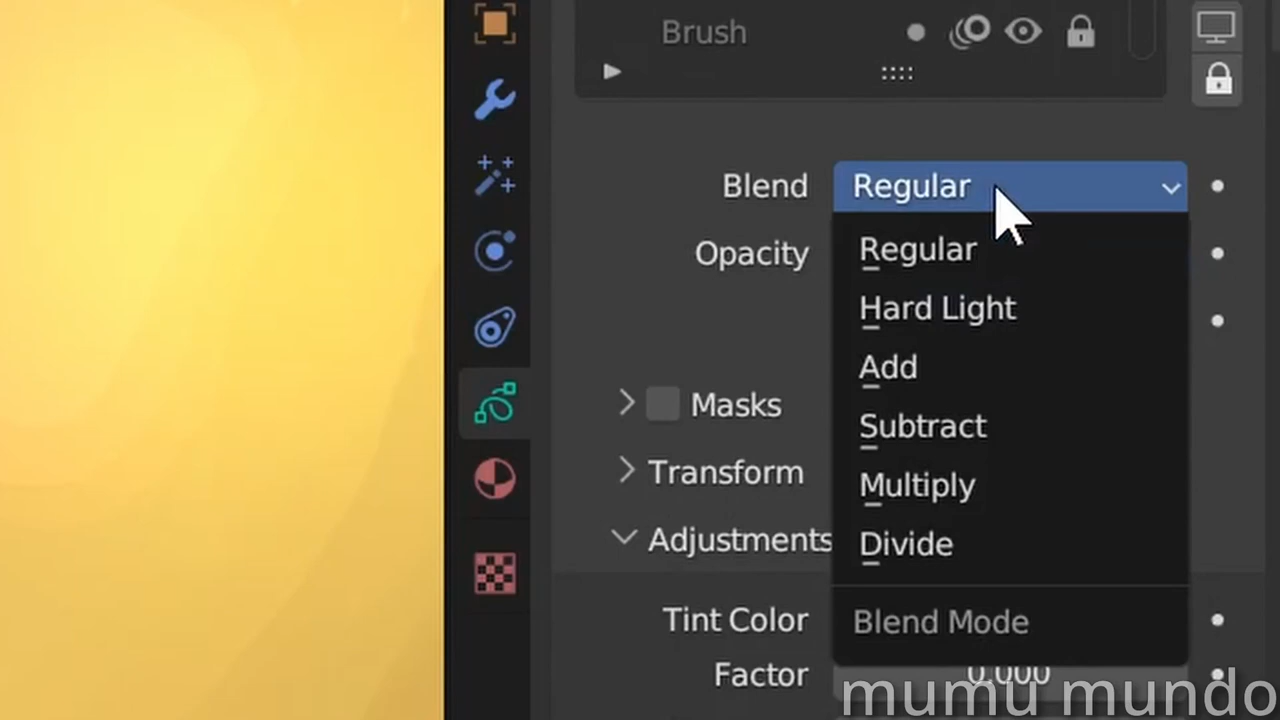 Brush
Blend Regular
Regular
Opacity
Hard Light
Add
Masks
Subtract
Transform
Multiply
Adjustments
Divide
Tint Color
Blend Mode
Factor 0.000
mumu mundo